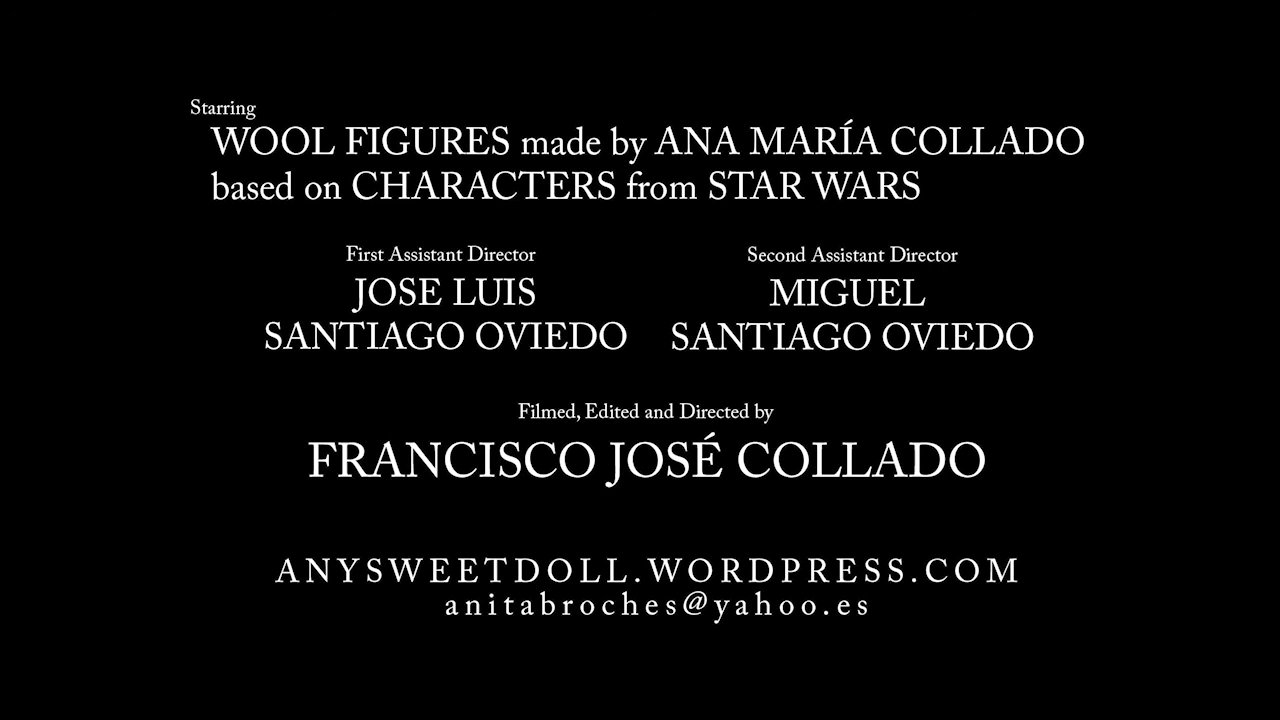 Starring
WOOL FIGURES made by ANA MARÍA COLLADO
based on CHARACTERS from STAR WARS
First Assistant Director
JOSE LUIS
SANTIAGO OVIEDO
Second Assistant Director
MIGUEL
SANTIAGO OVIEDO
Filmed, Edited and Directed by
FRANCISCO JOSÉ COLLADO
ANYSWEETDOLL.WORDPRESS.COM
anitabroches@yahoo.es